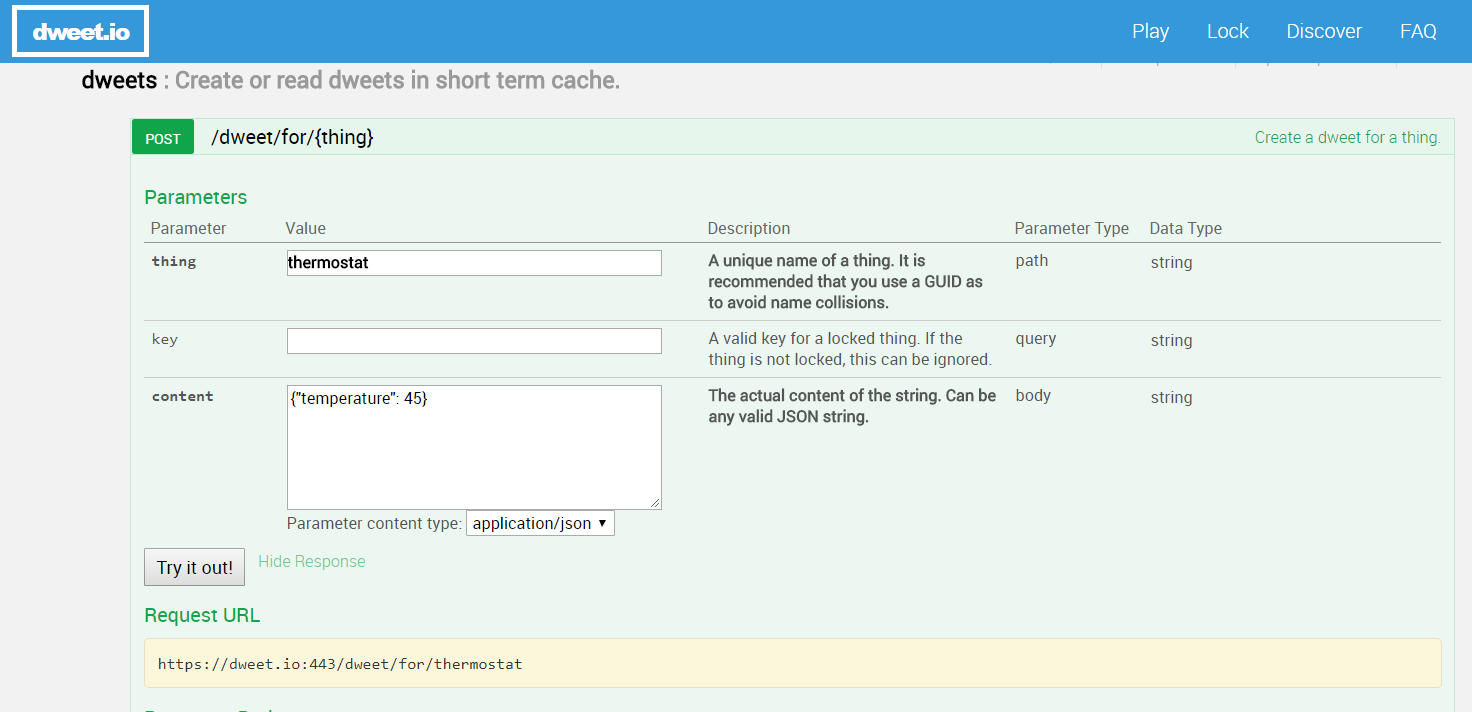 dweet.io
Play Lock Discover FAQ
dweets : Create or read dweets in short term cache.
POST /dweet/for/{thing} Create a dweet for a thing.
Parameters
Parameter Value Description Parameter Type Data Type
thing thermostat A unique name of a thing. It is path string
recommended that you use a GUID as
to avoid name collisions.
key A valid key for a locked thing. If the query string
thing is not locked, this can be ignored.
content {"temperature": 45} The actual content of the string. Can be body string
any valid JSON string.
Parameter content type: application/json
Try it out! Hide Response
Request URL
https://dweet.io:443/dweet/for/thermostat